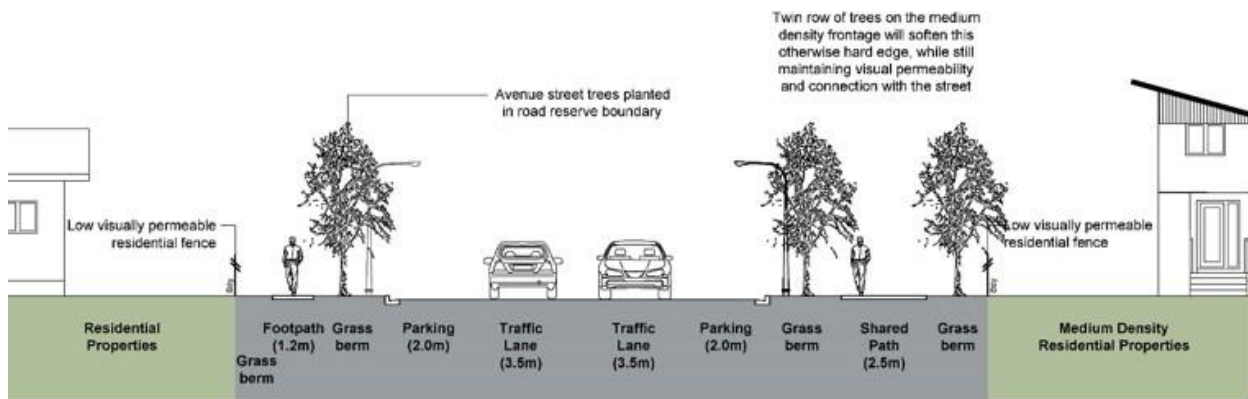 Twin row of trees on the medium
density frontage will soften this
otherwise hard edge, while still
maintaining visual permeability
and connection with the street
Avenue street trees planted
in road reserve boundary
Low visually permeable
residential fence
Low visually permeable
residential fence
Bdy
Bdy
Residential
Properties
Footpath
(1.2m)
Grass
berm
Grass
berm
Parking
(2.0m)
Traffic
Lane
(3.5m)
Traffic
Lane
(3.5m)
Parking
(2.0m)
Grass
berm
Shared
Path
(2.5m)
Grass
berm
Medium Density
Residential Properties